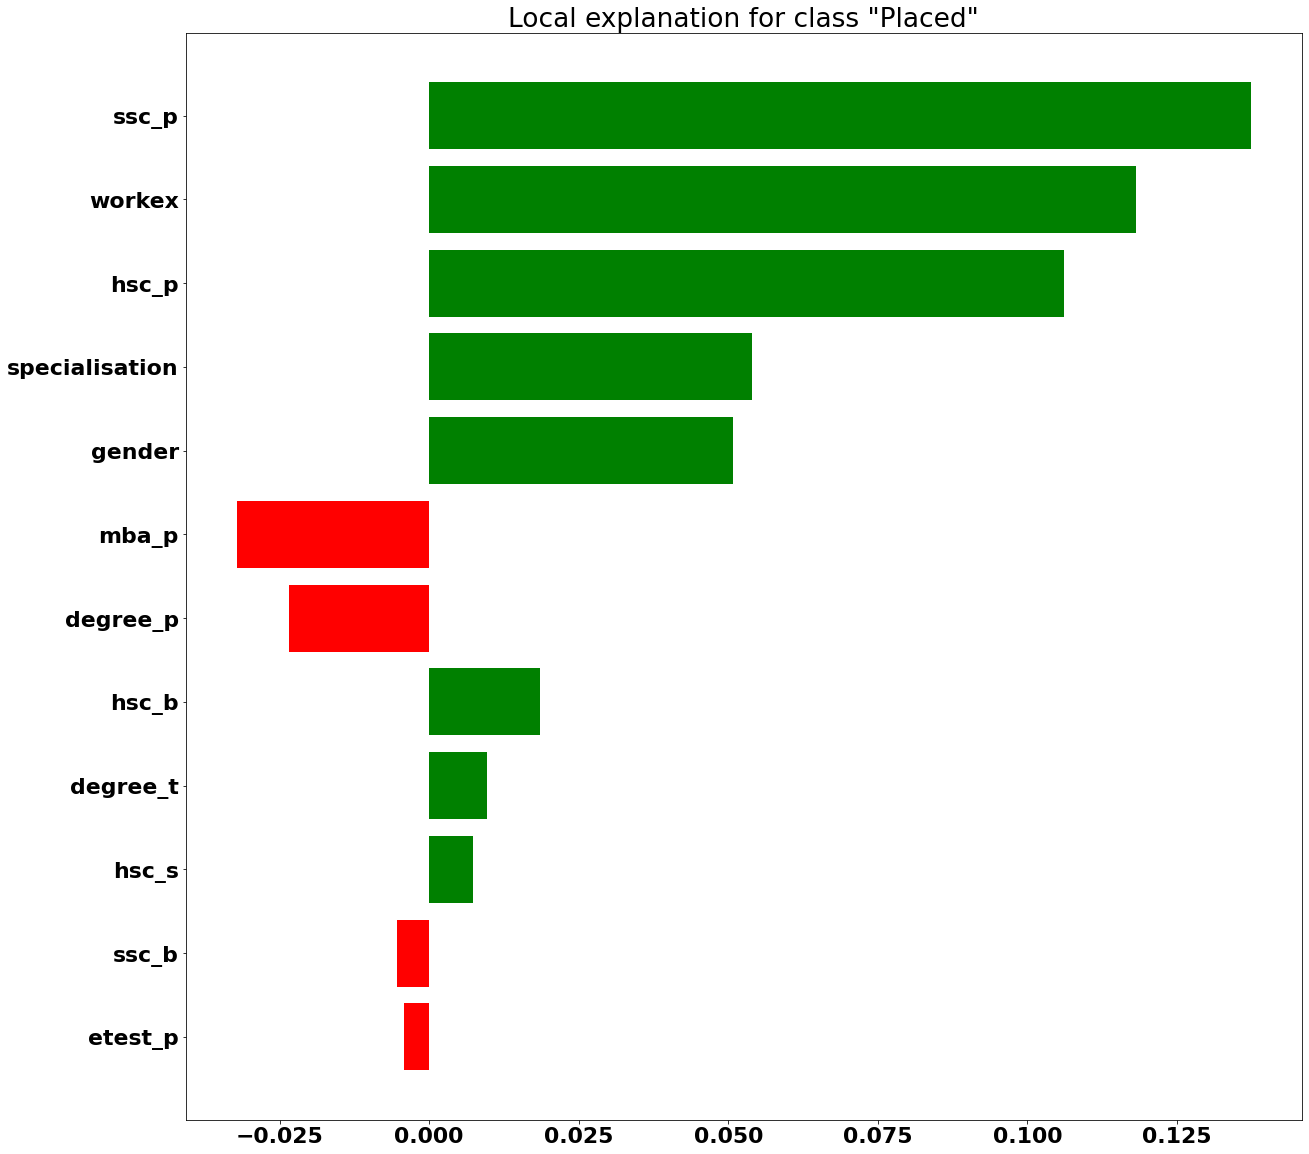 Local explanation for class "Placed"
ssc_p
workex
hsc_p
specialisation
gender
mba_p
degree_p
hsc_b
degree_t
hsc_s
ssc_b
etest_p
−0.025 0.000 0.025 0.050 0.075 0.100 0.125